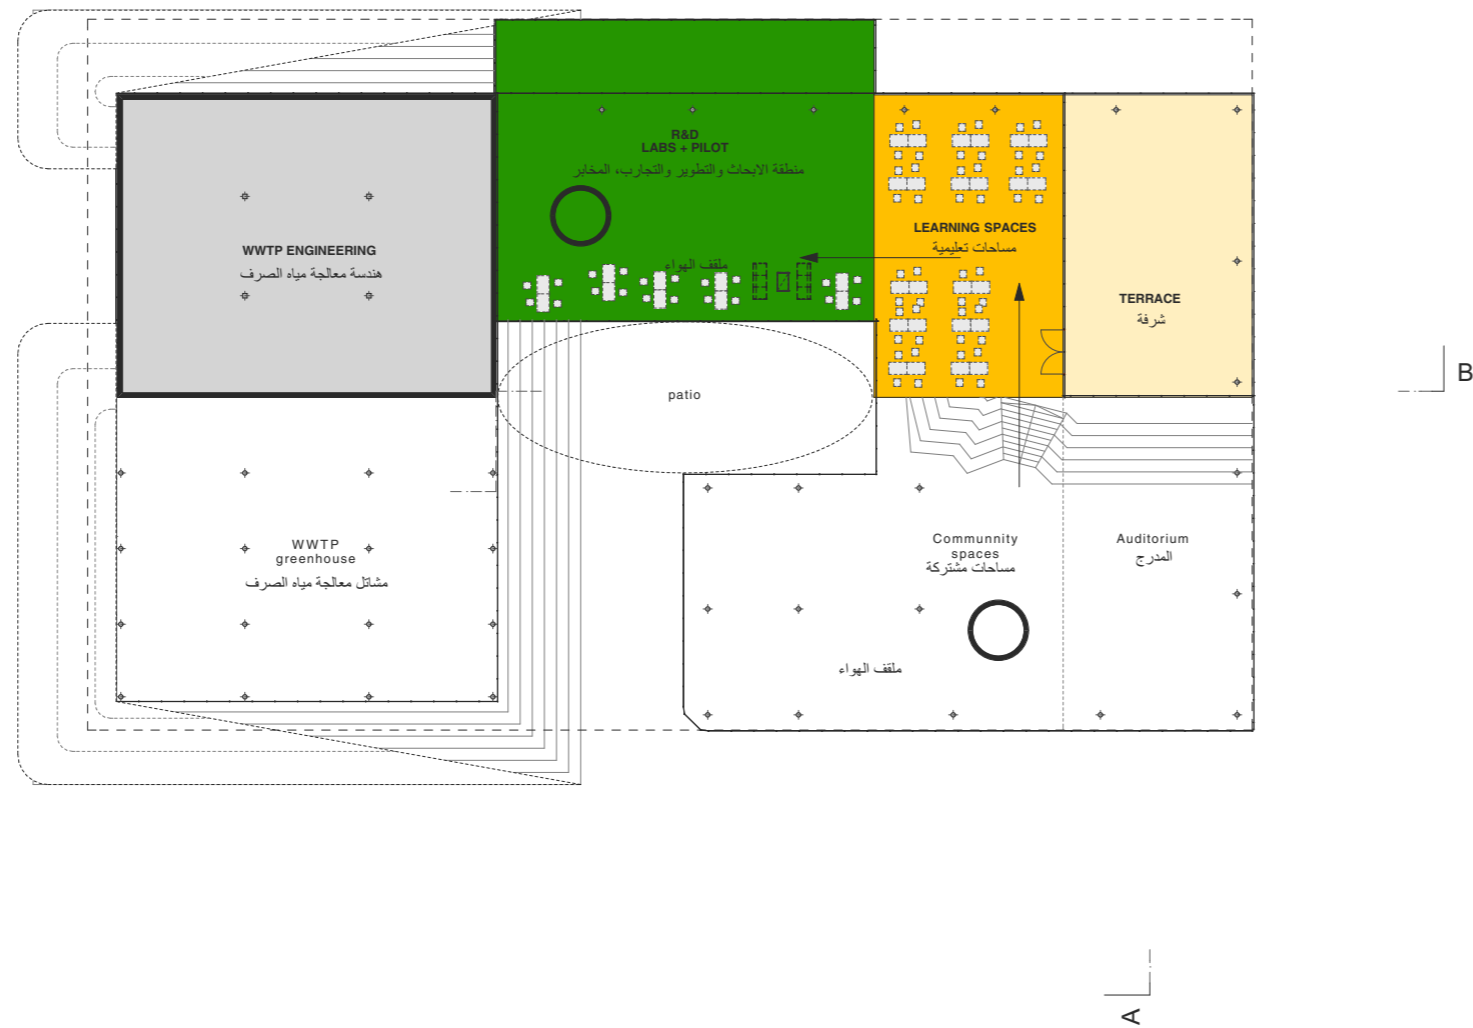 R&D
LABS + PILOT
منطقة الابحاث والتطوير والتجارب، المخابر
ملقف الهواء
WWTP ENGINEERING
هندسة معالجة مياه الصرف
LEARNING SPACES
مساحات تعليمية
TERRACE
شرفة
patio
B
WWTP
greenhouse
مشاتل معالجة مياه الصرف
Communnity
spaces
مساحات مشتركة
Auditorium
المدرج
ملقف الهواء
A